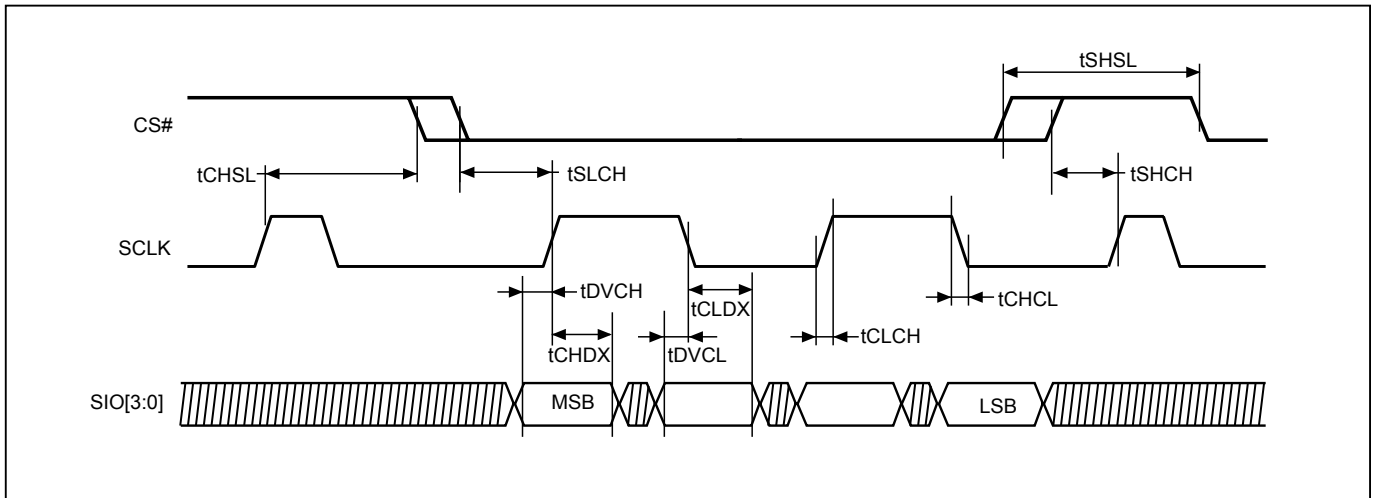 tSHSL
CS#
tCHSL
tSLCH
tSHCH
SCLK
tDVCH
tCLDX
tCHCL
tCHDX
tDVCL
tCLCH
SIO[3:0]
MSB
LSB